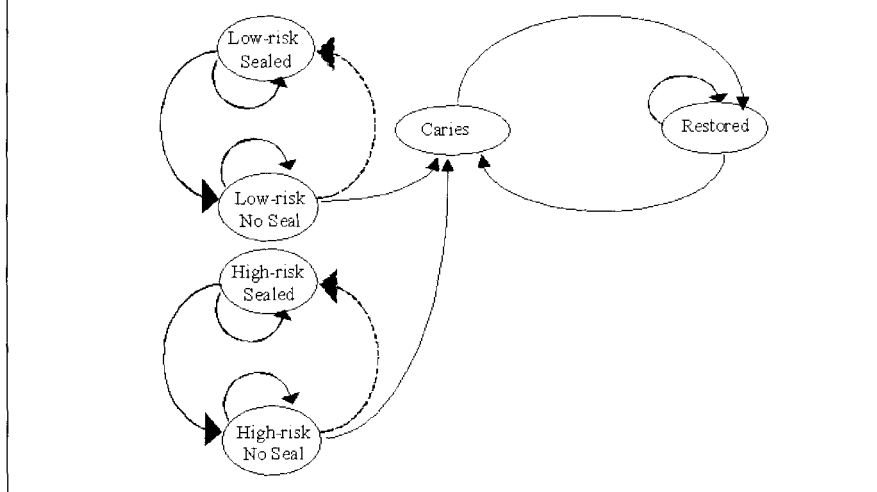 Low-risk
Sealed
Caries
Restored
Low-risk
No Seal
High-risk
Sealed
High-risk
No Seal